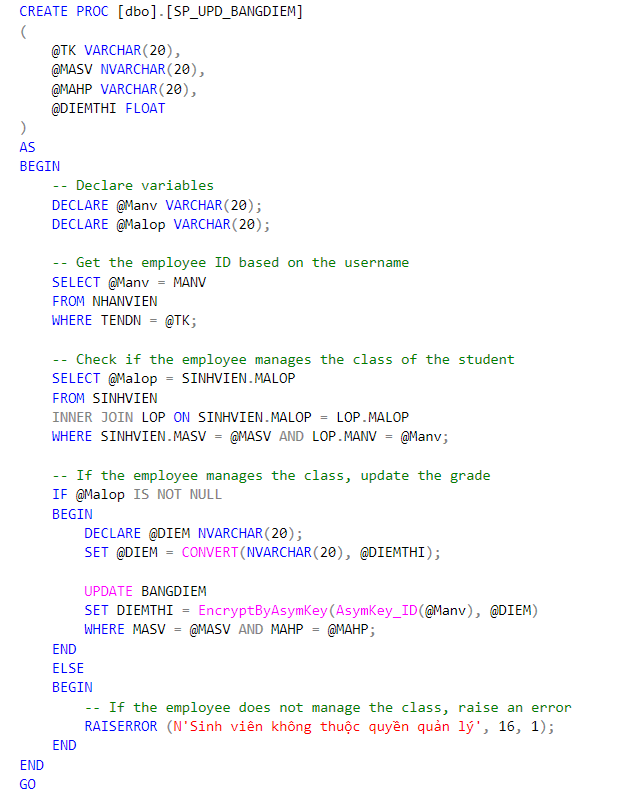 CREATE PROC [dbo].[SP_UPD_BANGDIEM]
(
    @TK VARCHAR(20),
    @MASV NVARCHAR(20),
    @MAHP VARCHAR(20),
    @DIEMTHI FLOAT
)
AS
BEGIN
    -- Declare variables
    DECLARE @Manv VARCHAR(20);
    DECLARE @Malop VARCHAR(20);

    -- Get the employee ID based on the username
    SELECT @Manv = MANV
    FROM NHANVIEN
    WHERE TENDN = @TK;

    -- Check if the employee manages the class of the student
    SELECT @Malop = SINHVIEN.MALOP
    FROM SINHVIEN
    INNER JOIN LOP ON SINHVIEN.MALOP = LOP.MALOP
    WHERE SINHVIEN.MASV = @MASV AND LOP.MANV = @Manv;

    -- If the employee manages the class, update the grade
    IF @Malop IS NOT NULL
    BEGIN
        DECLARE @DIEM NVARCHAR(20);
        SET @DIEM = CONVERT(NVARCHAR(20), @DIEMTHI);

        UPDATE BANGDIEM
        SET DIEMTHI = EncryptByAsymKey(AsymKey_ID(@Manv), @DIEM)
        WHERE MASV = @MASV AND MAHP = @MAHP;
    END
    ELSE
    BEGIN
        -- If the employee does not manage the class, raise an error
        RAISERROR (N'Sinh viên không thuộc quyền quản lý', 16, 1);
    END
END
GO